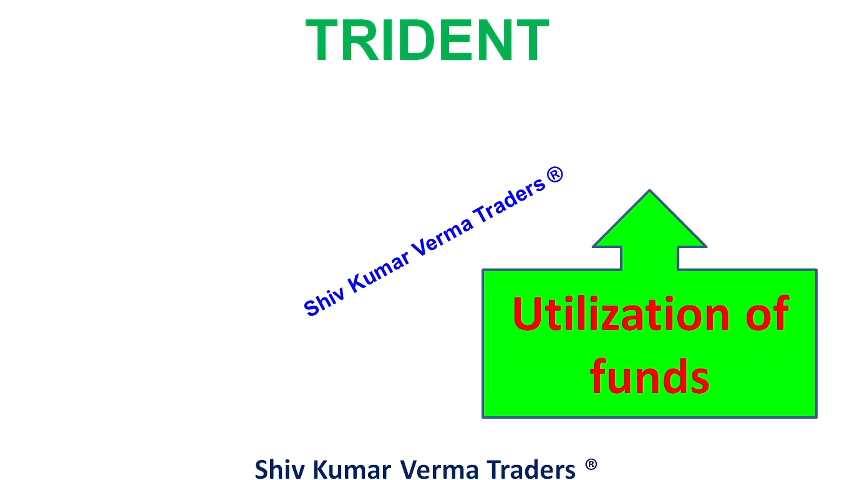 TRIDENT
Shiv Kumar Verma Traders ®
Utilization of
funds
Shiv Kumar Verma Traders ®